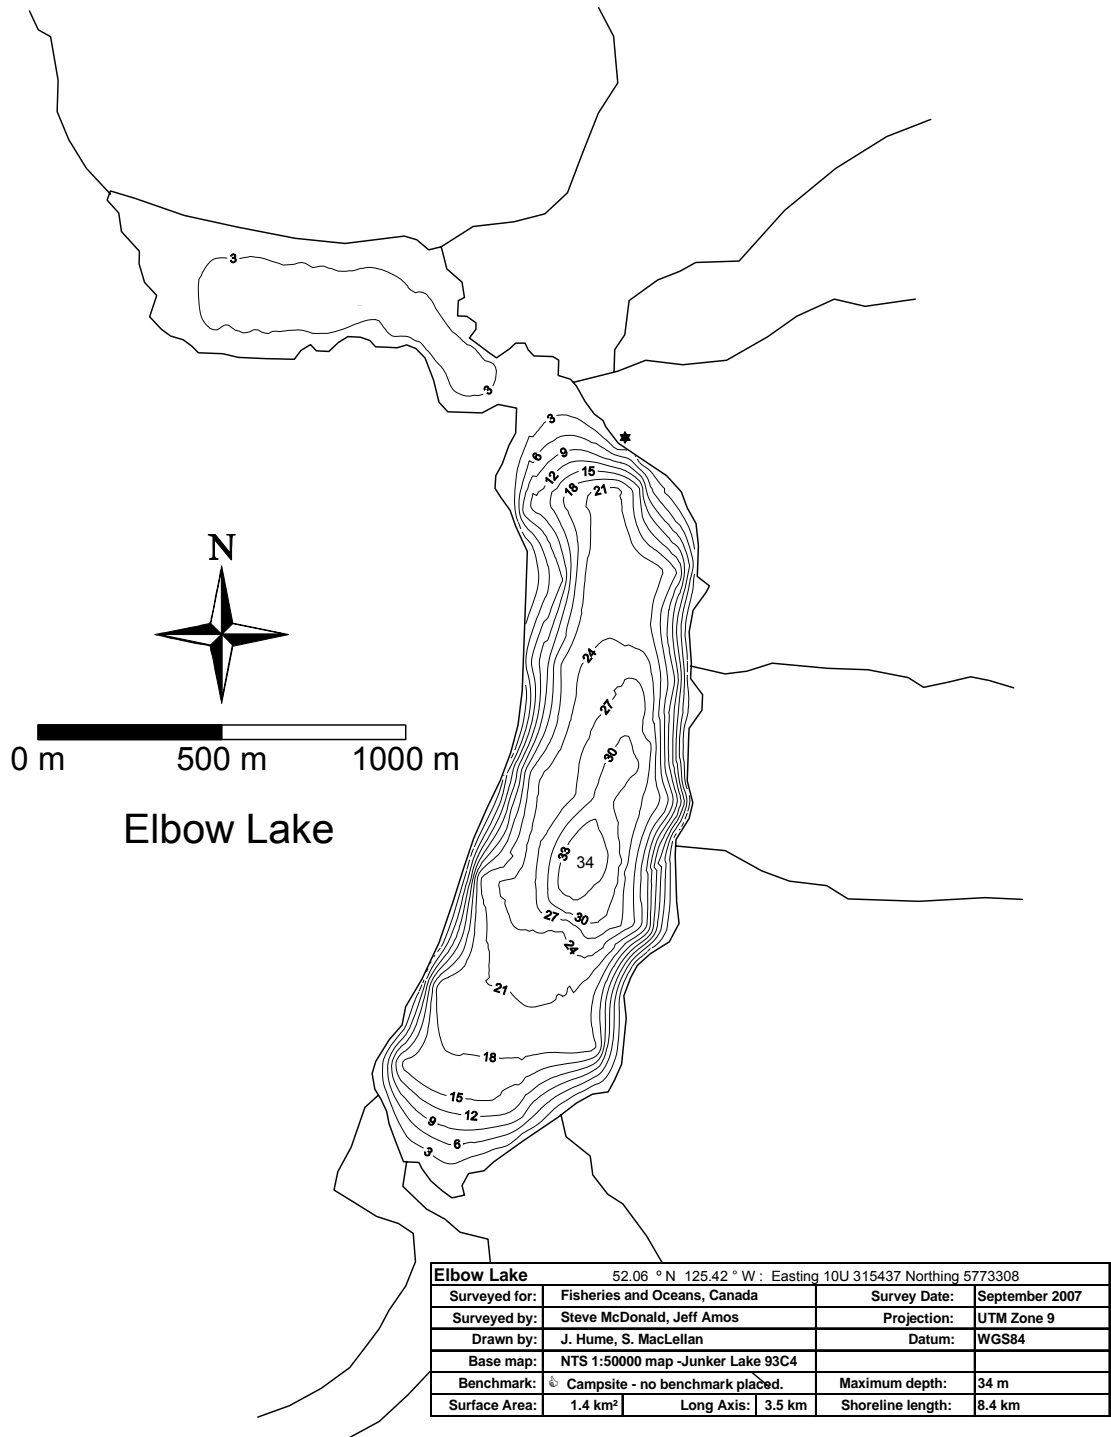 3
3
3
6
9
12
15
18
21
N
24
27
0 m 500 m 1000 m
30
Elbow Lake
33
34
27 30
24
21
18
15
12
9
6
3
Elbow Lake 52.06 º N 125.42 ° W : Easting 10U 315437 Northing 5773308
Surveyed for: Fisheries and Oceans, Canada Survey Date: September 2007
Surveyed by: Steve McDonald, Jeff Amos Projection: UTM Zone 9
Drawn by: J. Hume, S. MacLellan Datum: WGS84
Base map: NTS 1:50000 map -Junker Lake 93C4
Benchmark: Campsite - no benchmark placed. Maximum depth: 34 m
Surface Area: 1.4 km² Long Axis: 3.5 km Shoreline length: 8.4 km